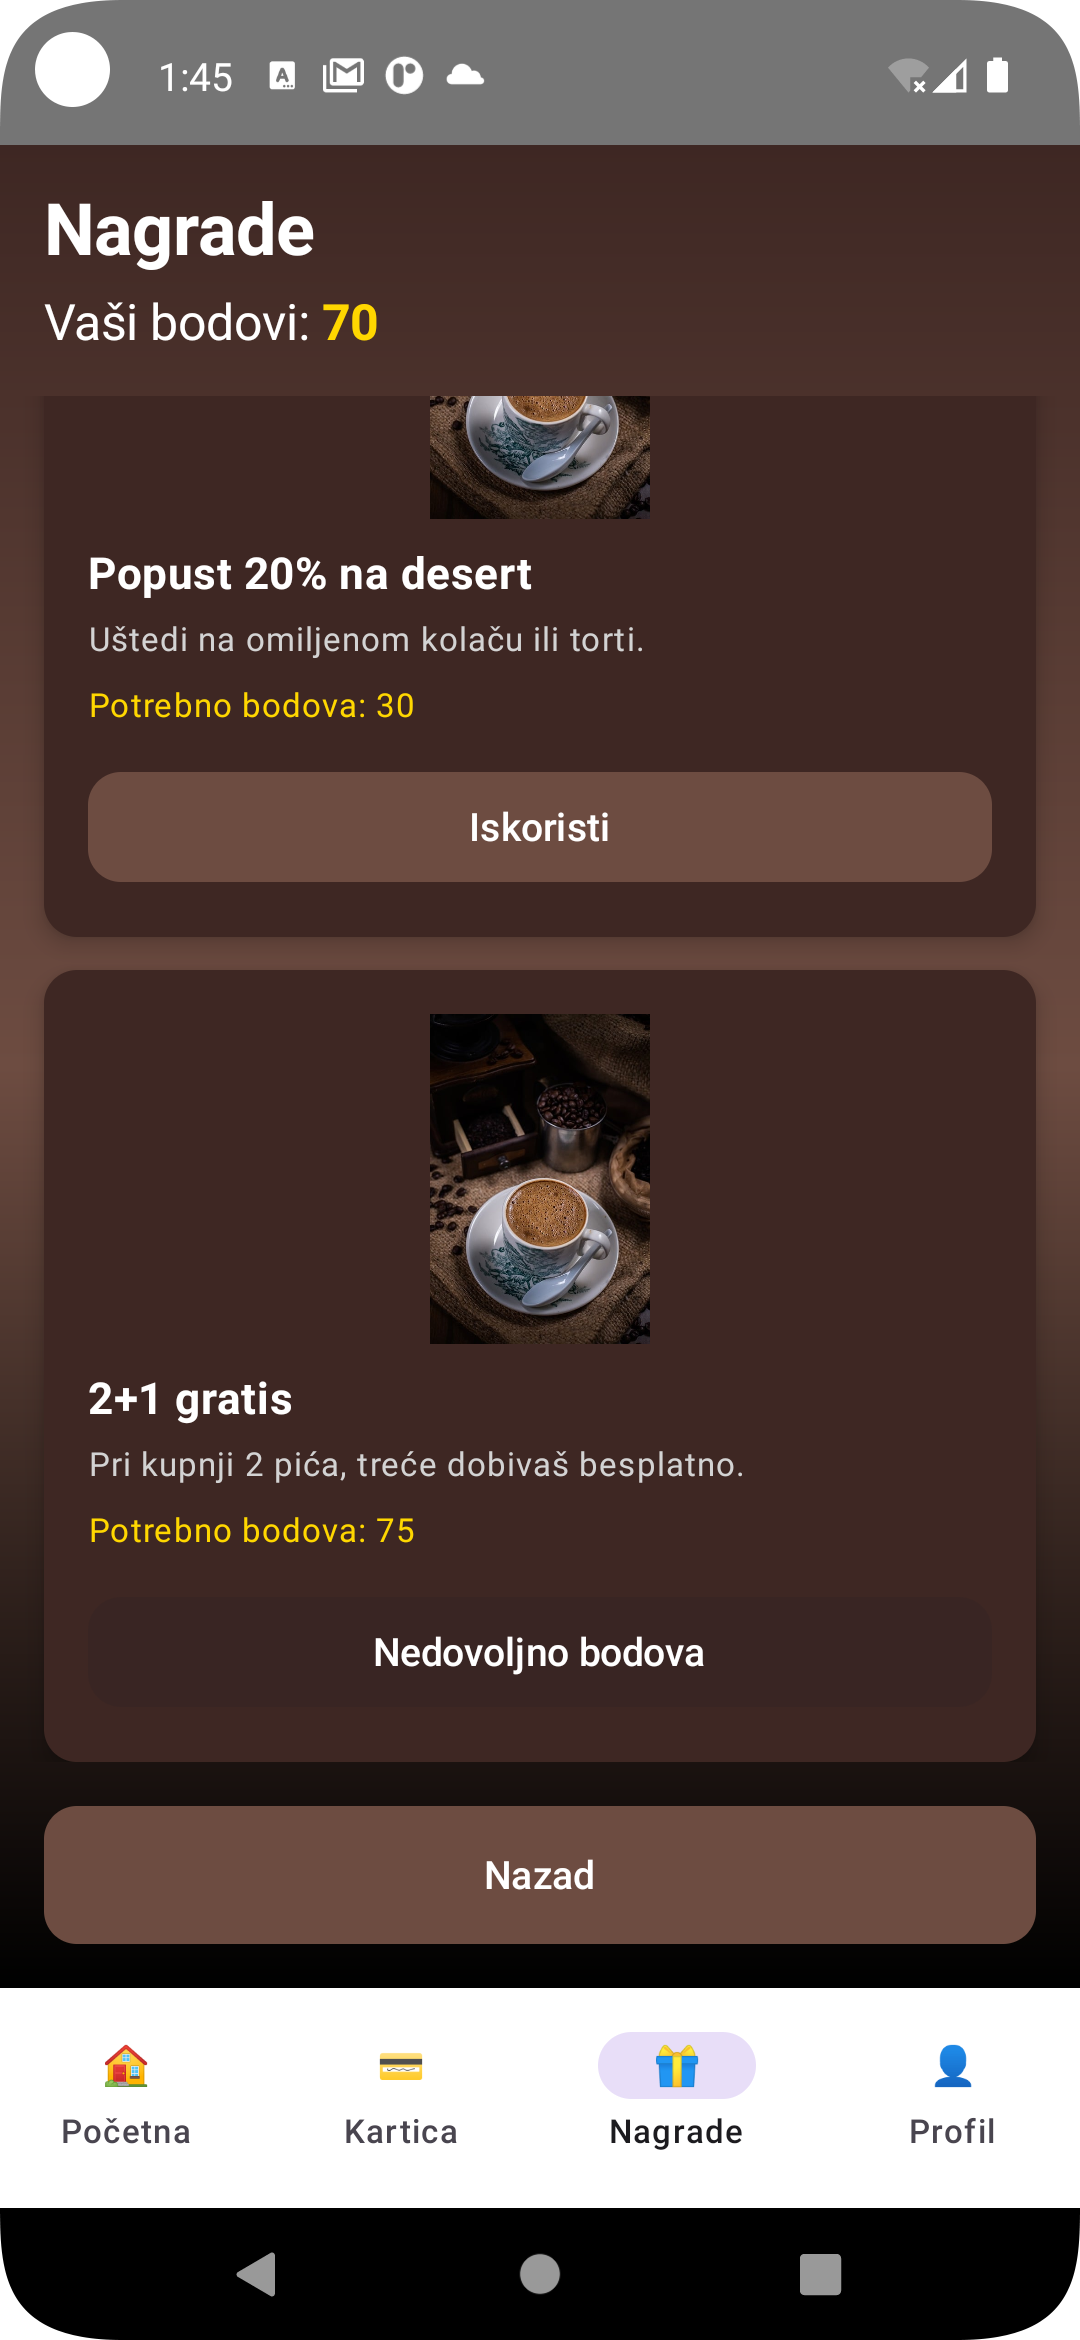 1:45
Nagrade
Vaši bodovi: 70
Popust 20% na desert
Uštedi na omiljenom kolaču ili torti.
Potrebno bodova: 30
Iskoristi
2+1 gratis
Pri kupnji 2 pića, treće dobivaš besplatno.
Potrebno bodova: 75
Nedovoljno bodova
Nazad
Početna
Kartica
Nagrade
Profil